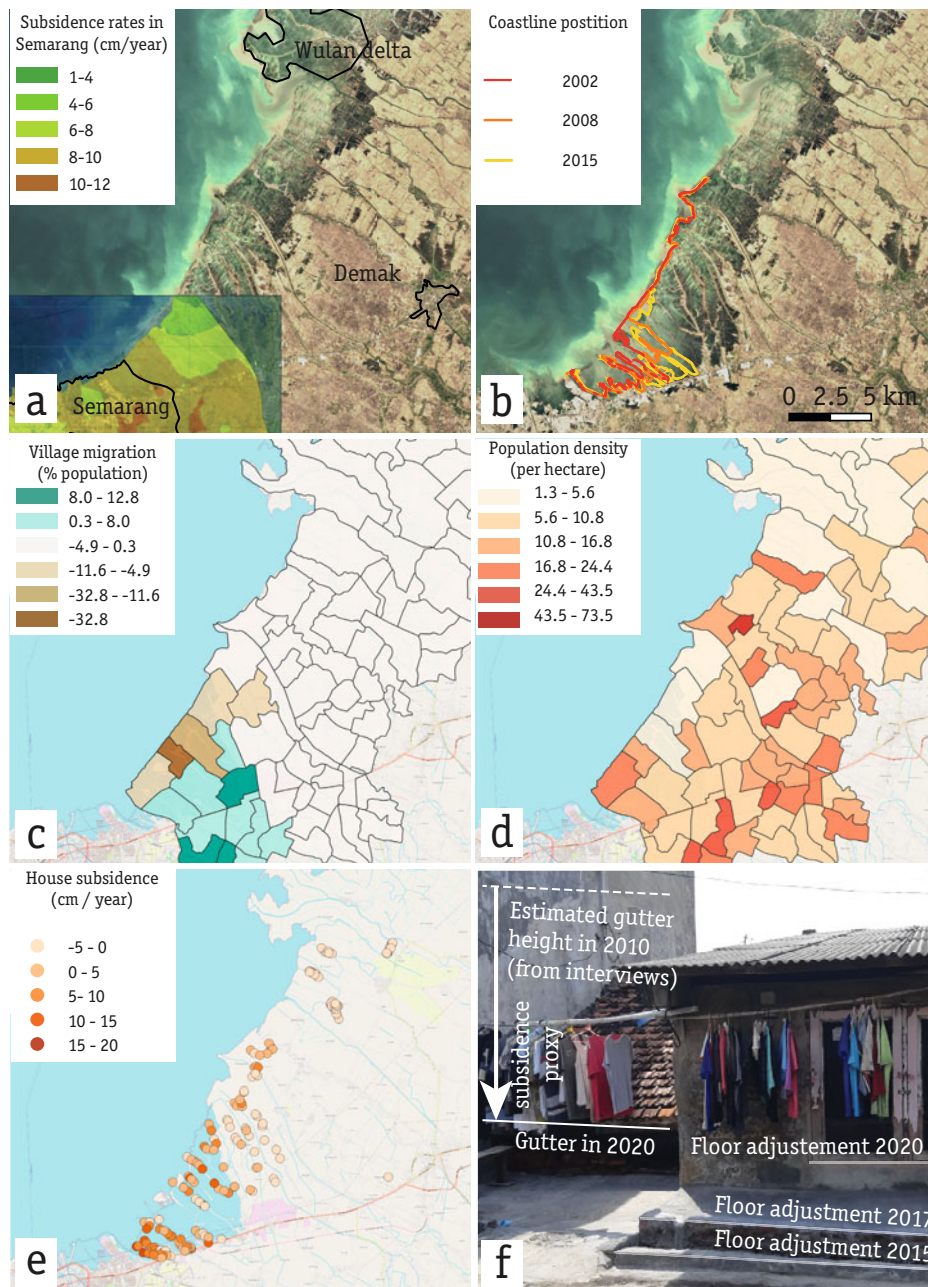 Subsidence rates in
Semarang (cm/year)
1-4
4-6
6-8
8-10
10-12
Wulan delta
Demak
Semarang
a
Coastline postition
2002
2008
2015
0 2.5 5 km
b
Village migration
(% population)
8.0 - 12.8
0.3 - 8.0
-4.9 - 0.3
-11.6 - -4.9
-32.8 - -11.6
-32.8
c
Population density
(per hectare)
1.3 - 5.6
5.6 - 10.8
10.8 - 16.8
16.8 - 24.4
24.4 - 43.5
43.5 - 73.5
d
House subsidence
(cm / year)
-5 - 0
0 - 5
5- 10
10 - 15
15 - 20
e
Estimated gutter
height in 2010
(from interviews)
subsidence
proxy
Gutter in 2020
Floor adjustement 2020
Floor adjustment 2017
Floor adjustment 2015
f